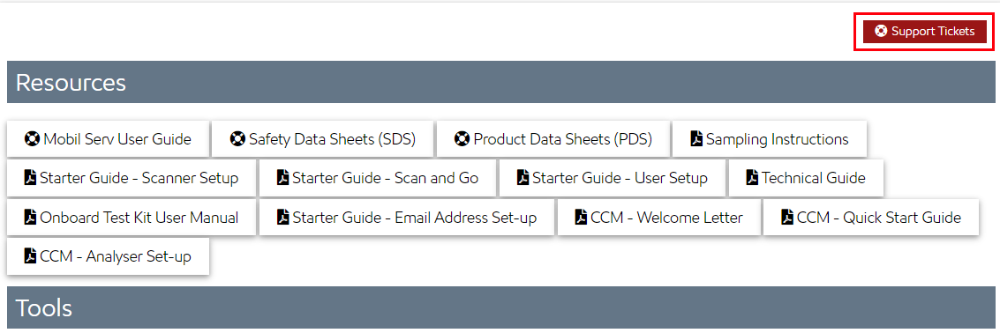 Support Tickets
Resources
Mobil Serv User Guide
Safety Data Sheets (SDS)
Product Data Sheets (PDS)
Sampling Instructions
Starter Guide - Scanner Setup
Starter Guide - Scan and Go
Starter Guide - User Setup
Technical Guide
Onboard Test Kit User Manual
Starter Guide - Email Address Set-up
CCM - Welcome Letter
CCM - Quick Start Guide
CCM - Analyser Set-up
Tools